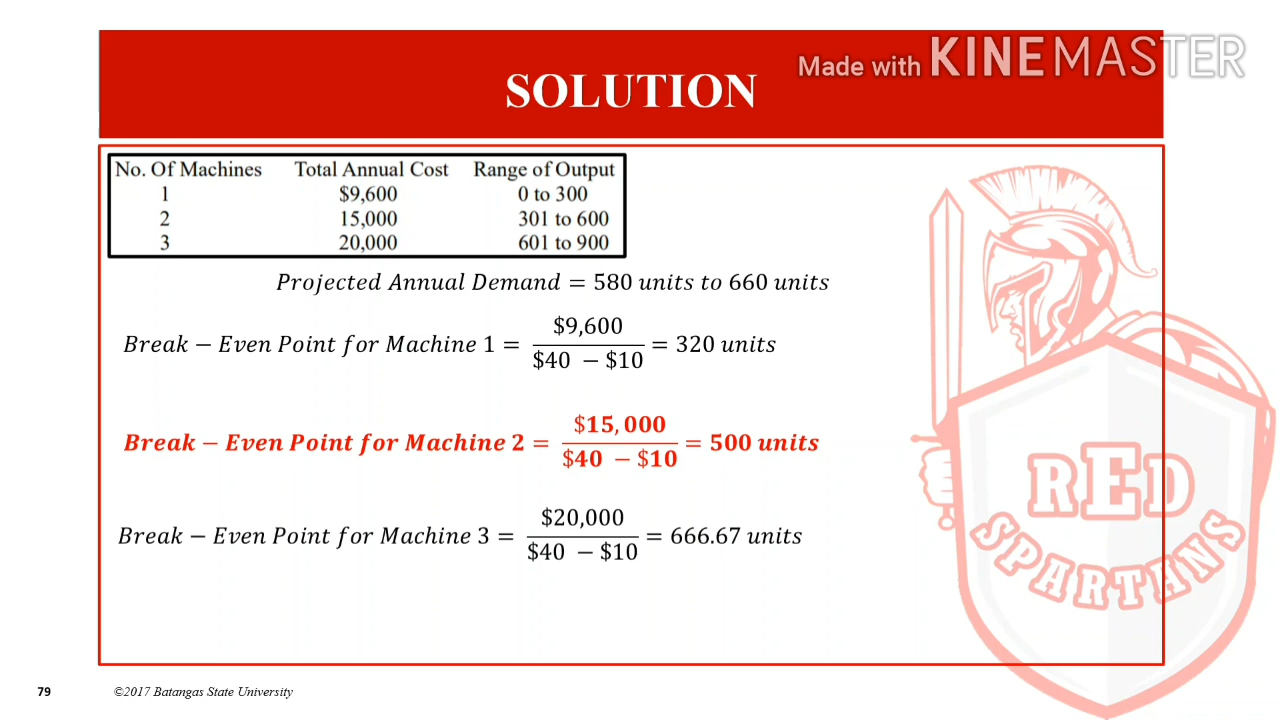 Made with KINEMASTER
SOLUTION
No. Of Machines Total Annual Cost Range of Output
1 $9,600 0 to 300
2 15,000 301 to 600
3 20,000 601 to 900
Projected Annual Demand = 580 units to 660 units
Break − Even Point for Machine 1 = $9,600 / $40 − $10 = 320 units
Break − Even Point for Machine 2 = $15,000 / $40 − $10 = 500 units
Break − Even Point for Machine 3 = $20,000 / $40 − $10 = 666.67 units
RED
SPARTANS
79 ©2017 Batangas State University